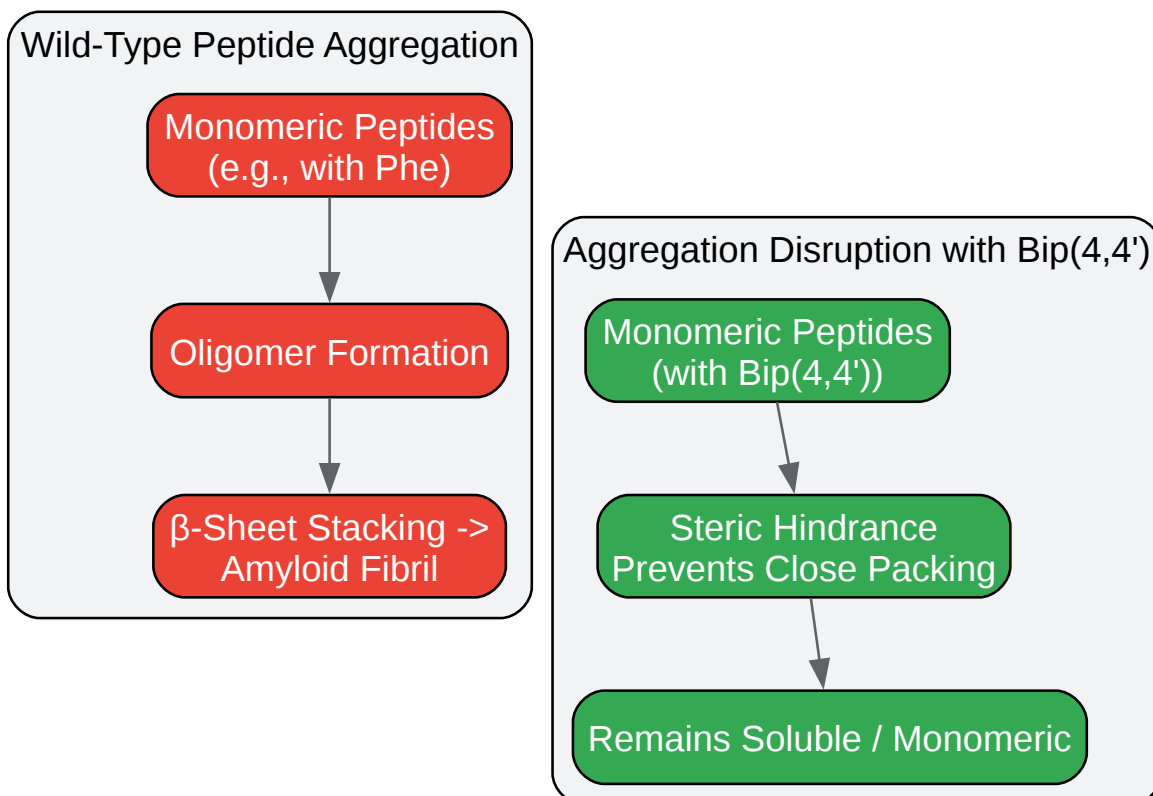 Wild-Type Peptide Aggregation
Monomeric Peptides
(e.g., with Phe)
Oligomer Formation
β-Sheet Stacking ->
Amyloid Fibril
Aggregation Disruption with Bip(4,4')
Monomeric Peptides
(with Bip(4,4'))
Steric Hindrance
Prevents Close Packing
Remains Soluble / Monomeric